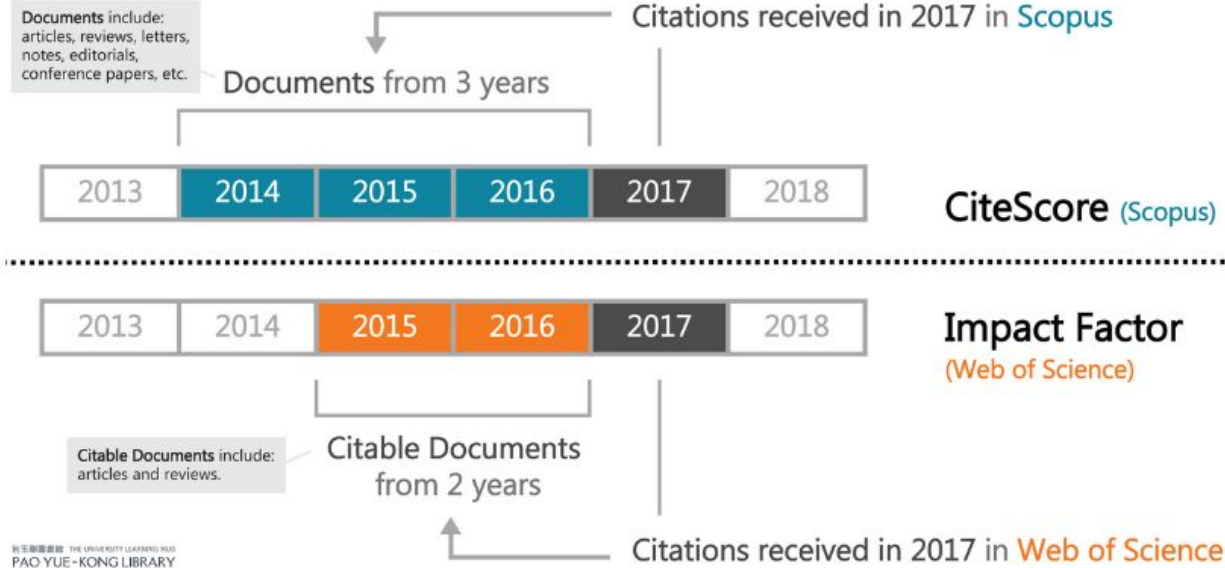 Documents include:
articles, reviews, letters,
notes, editorials,
conference papers, etc.
Citations received in 2017 in Scopus
Documents from 3 years
2013 2014 2015 2016 2017 2018
CiteScore (Scopus)
2013 2014 2015 2016 2017 2018
Impact Factor
(Web of Science)
Citable Documents include:
articles and reviews.
Citable Documents
from 2 years
Citations received in 2017 in Web of Science
THE UNIVERSITY LEARNING HUB
PAO YUE-KONG LIBRARY